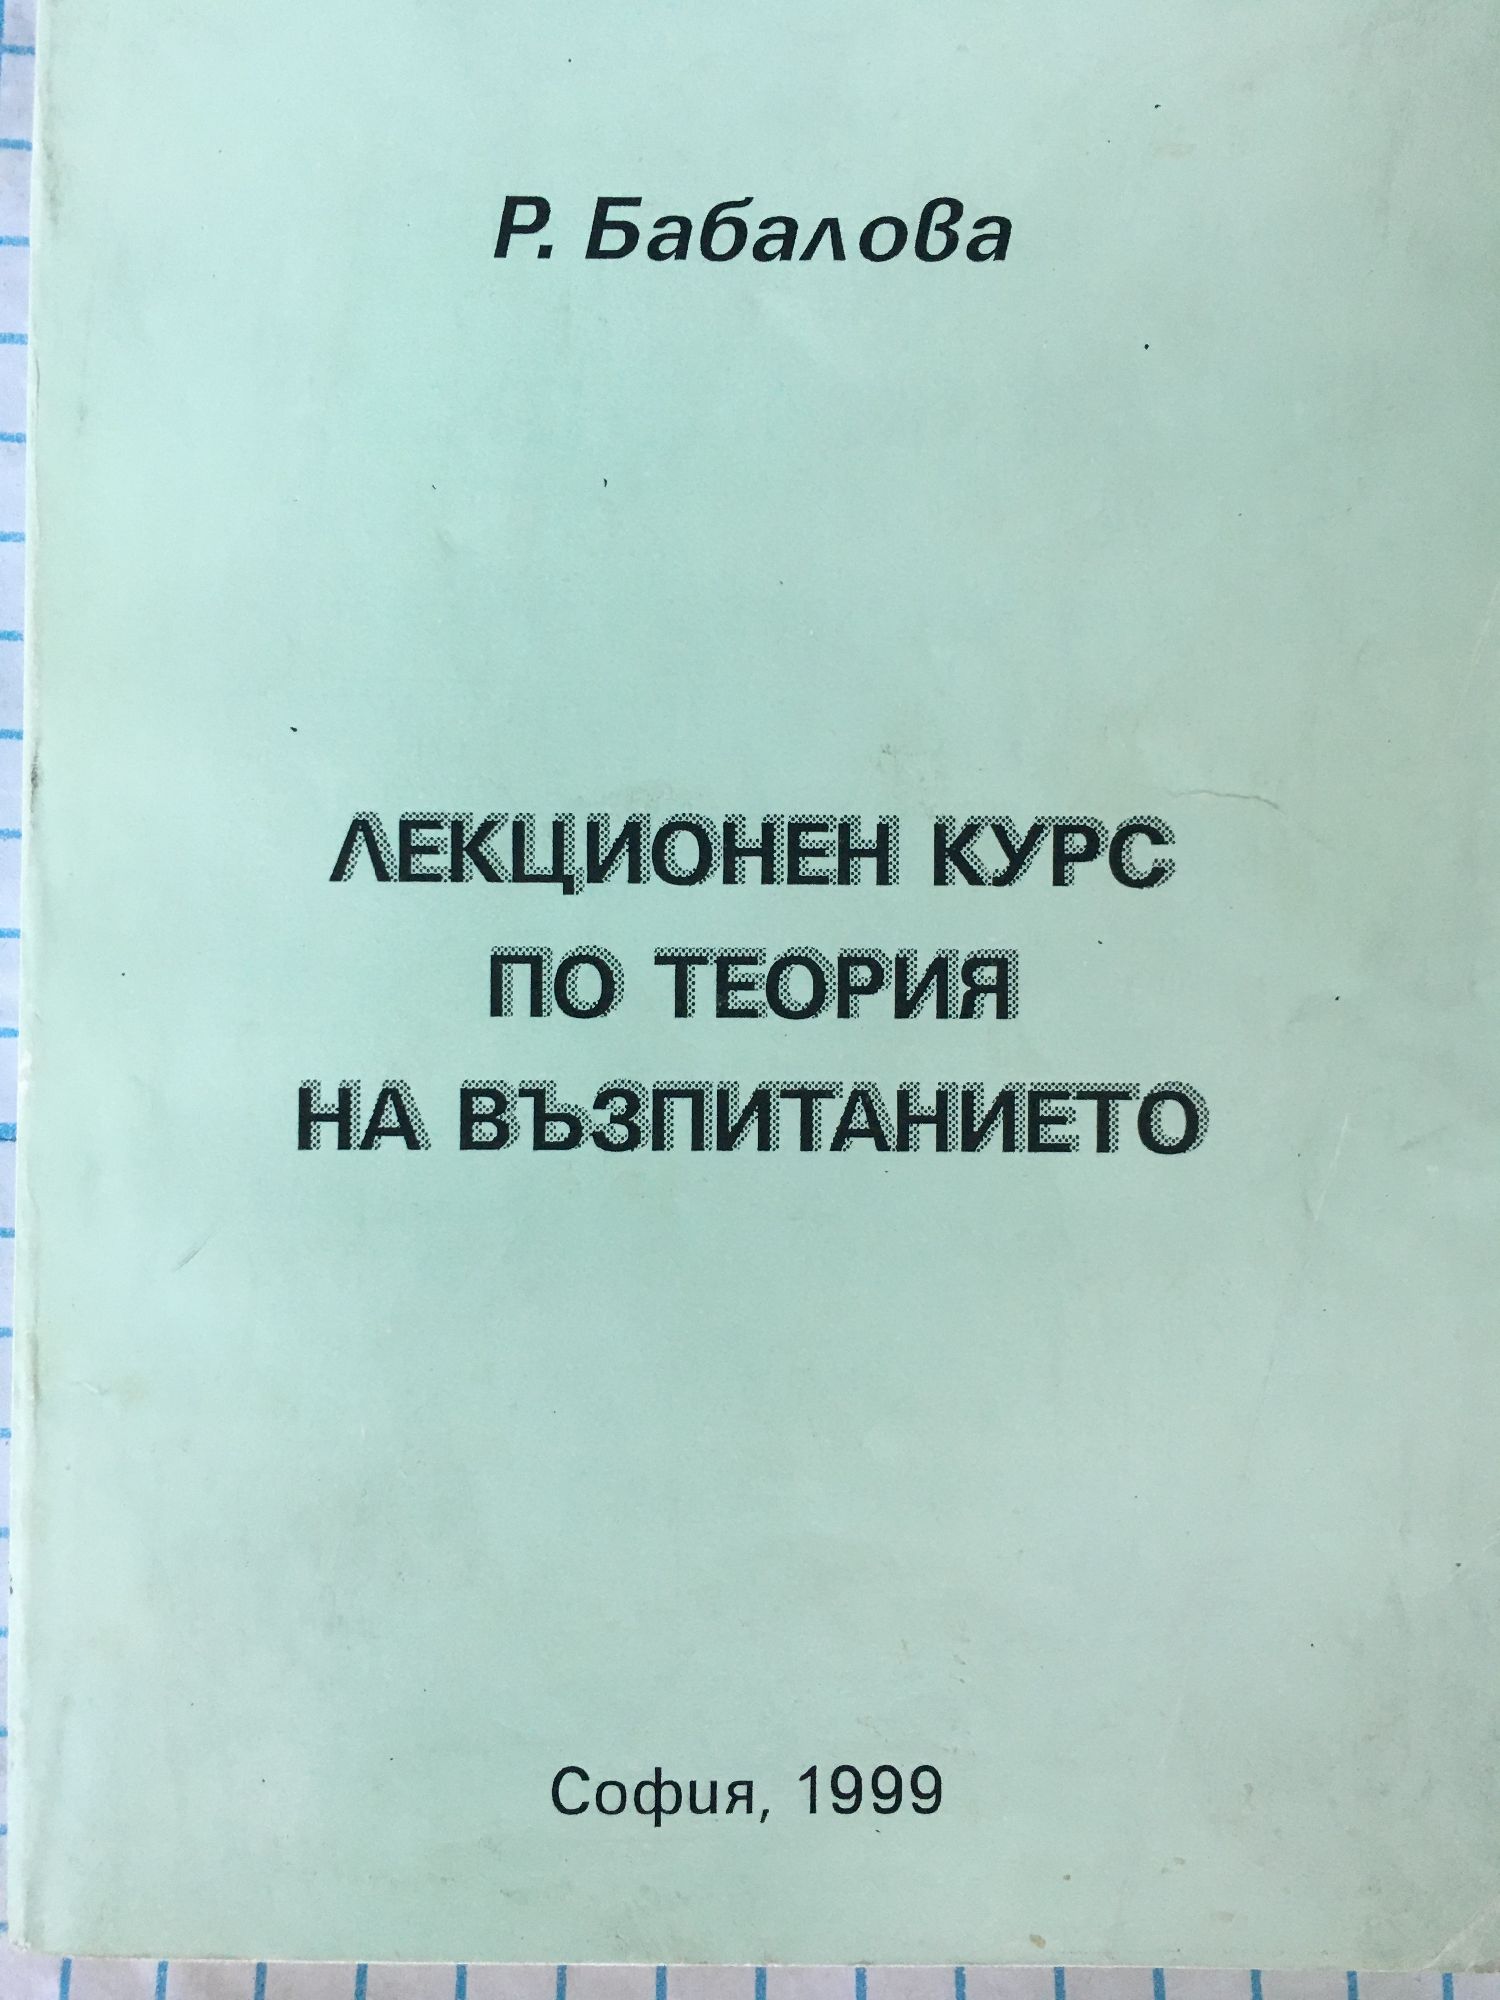 Р. Бабалова
ЛЕКЦИОНЕН КУРС
ПО ТЕОРИЯ
НА ВЪЗПИТАНИЕТО
София, 1999